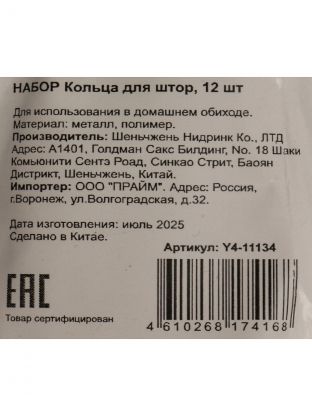 НАБОР Кольца для штор, 12 шт
Для использования в домашнем обиходе.
Материал: металл, полимер.
Производитель: Шеньчжень Нидринк Ко., ЛТД
Адрес: А1401, Голдман Сакс Билдинг, No. 18 Шаки
Комьюнити Сентэ Роад, Синкао Стрит, Баоян
Дистрикт, Шеньчжень, Китай.
Импортер: ООО "ПРАЙМ". Адрес: Россия,
г.Воронеж, ул.Волгоградская, д.32.
Дата изготовления: июль 2025
Сделано в Китае.
Артикул: Y4-11134
EAC
Товар сертифицирован
4 610268 174168